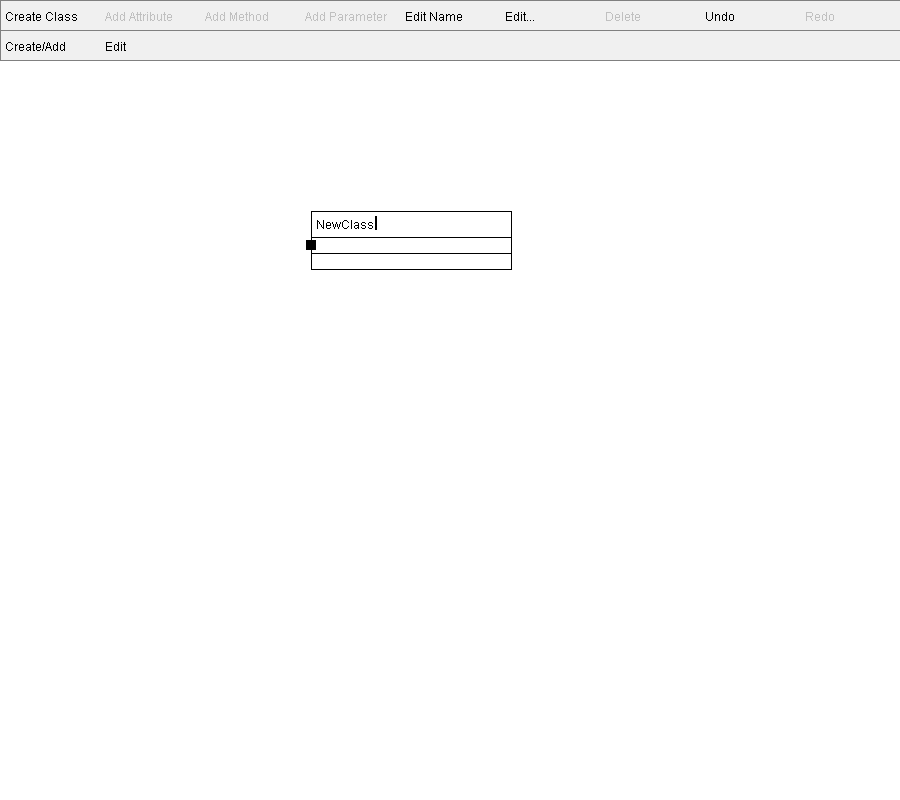 Create Class Add Attribute Add Method Add Parameter Edit Name Edit... Delete Undo Redo
Create/Add Edit
NewClass